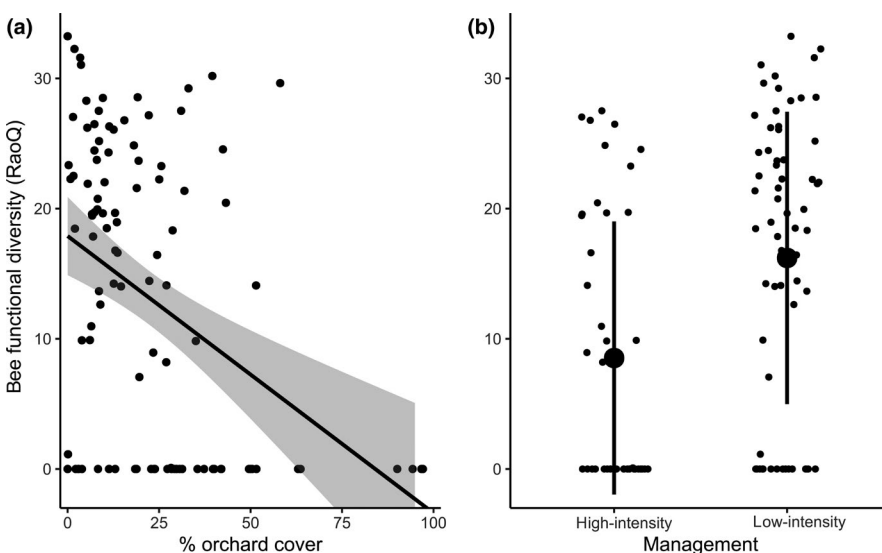 (a)
Bee functional diversity (RaoQ)
30
20
10
0
0 25 50 75 100
% orchard cover
(b)
30
20
10
0
High-intensity Low-intensity
Management